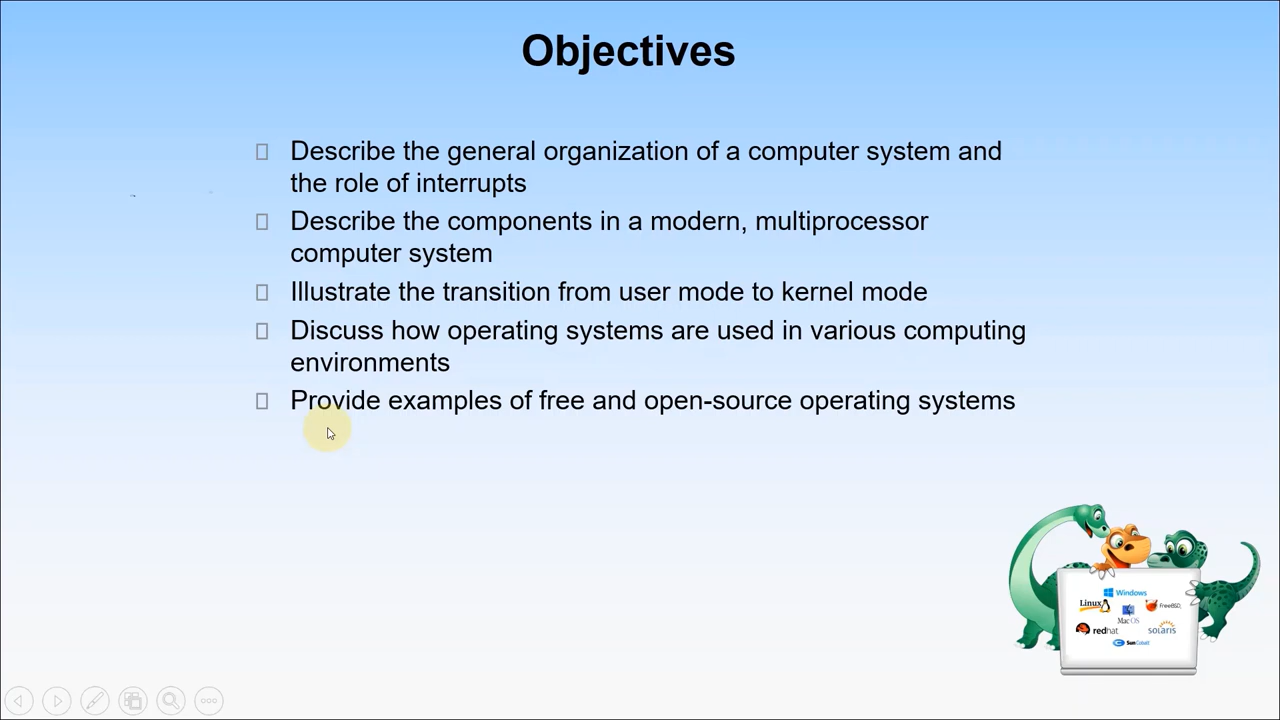 Objectives
Describe the general organization of a computer system and
the role of interrupts
Describe the components in a modern, multiprocessor
computer system
Illustrate the transition from user mode to kernel mode
Discuss how operating systems are used in various computing
environments
Provide examples of free and open-source operating systems
Windows
Linux
FreeBSD
Mac OS
redhat
solaris
Sun Cobalt